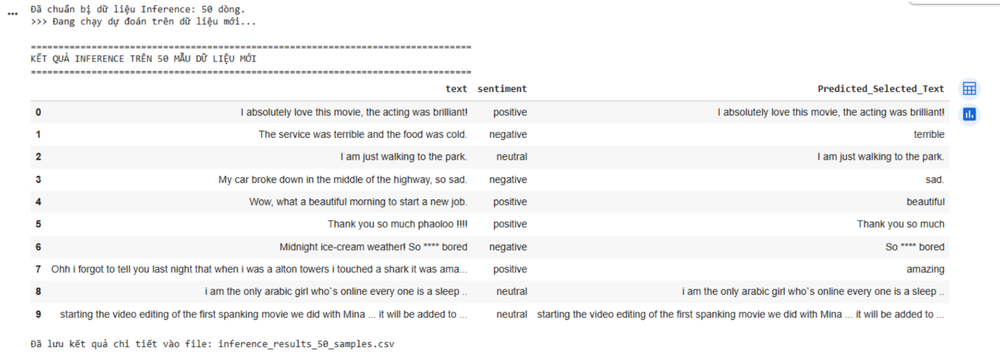 Đã chuẩn bị dữ liệu Inference: 50 dòng.
>>> Đang chạy dự đoán trên dữ liệu mới...
================================================================================
KẾT QUẢ INFERENCE TRÊN 50 MẪU DỮ LIỆU MỚI
================================================================================
text sentiment Predicted_Selected_Text
0 I absolutely love this movie, the acting was brilliant! positive I absolutely love this movie, the acting was brilliant!
1 The service was terrible and the food was cold. negative terrible
2 I am just walking to the park. neutral I am just walking to the park.
3 My car broke down in the middle of the highway, so sad. negative sad.
4 Wow, what a beautiful morning to start a new job. positive beautiful
5 Thank you so much phaoloo !!!! positive Thank you so much
6 Midnight ice-cream weather! So **** bored negative So **** bored
7 Ohh i forgot to tell you last night that when i was a alton towers i touched a shark it was ama... positive amazing
8 i am the only arabic girl who`s online every one is a sleep .. neutral i am the only arabic girl who`s online every one is a sleep ..
9 starting the video editing of the first spanking movie we did with Mina ... it will be added to ... neutral starting the video editing of the first spanking movie we did with Mina ... it will be added to ...
Đã lưu kết quả chi tiết vào file: inference_results_50_samples.csv